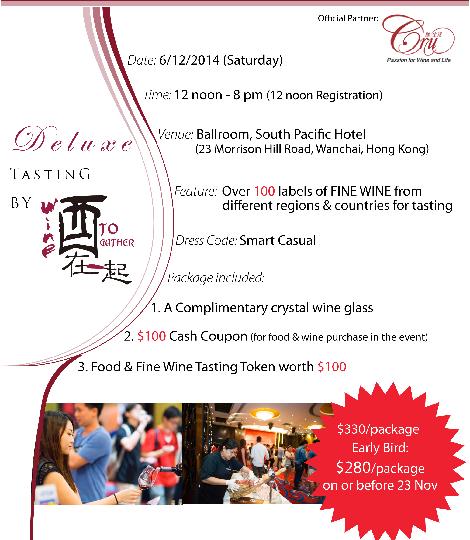 Official Partner:
Cru
Passion for Wine and Life
Date: 6/12/2014 (Saturday)
Time: 12 noon - 8 pm (12 noon Registration)
Venue: Ballroom, South Pacific Hotel
(23 Morrison Hill Road, Wanchai, Hong Kong)
Deluxe
TASTING
BY
wine
酉
TO
GATHER
在一起
Feature: Over 100 labels of FINE WINE from
different regions & countries for tasting
Dress Code: Smart Casual
Package included:
1. A Complimentary crystal wine glass
2. $100 Cash Coupon (for food & wine purchase in the event)
3. Food & Fine Wine Tasting Token worth $100
$330/package
Early Bird:
$280/package
on or before 23 Nov